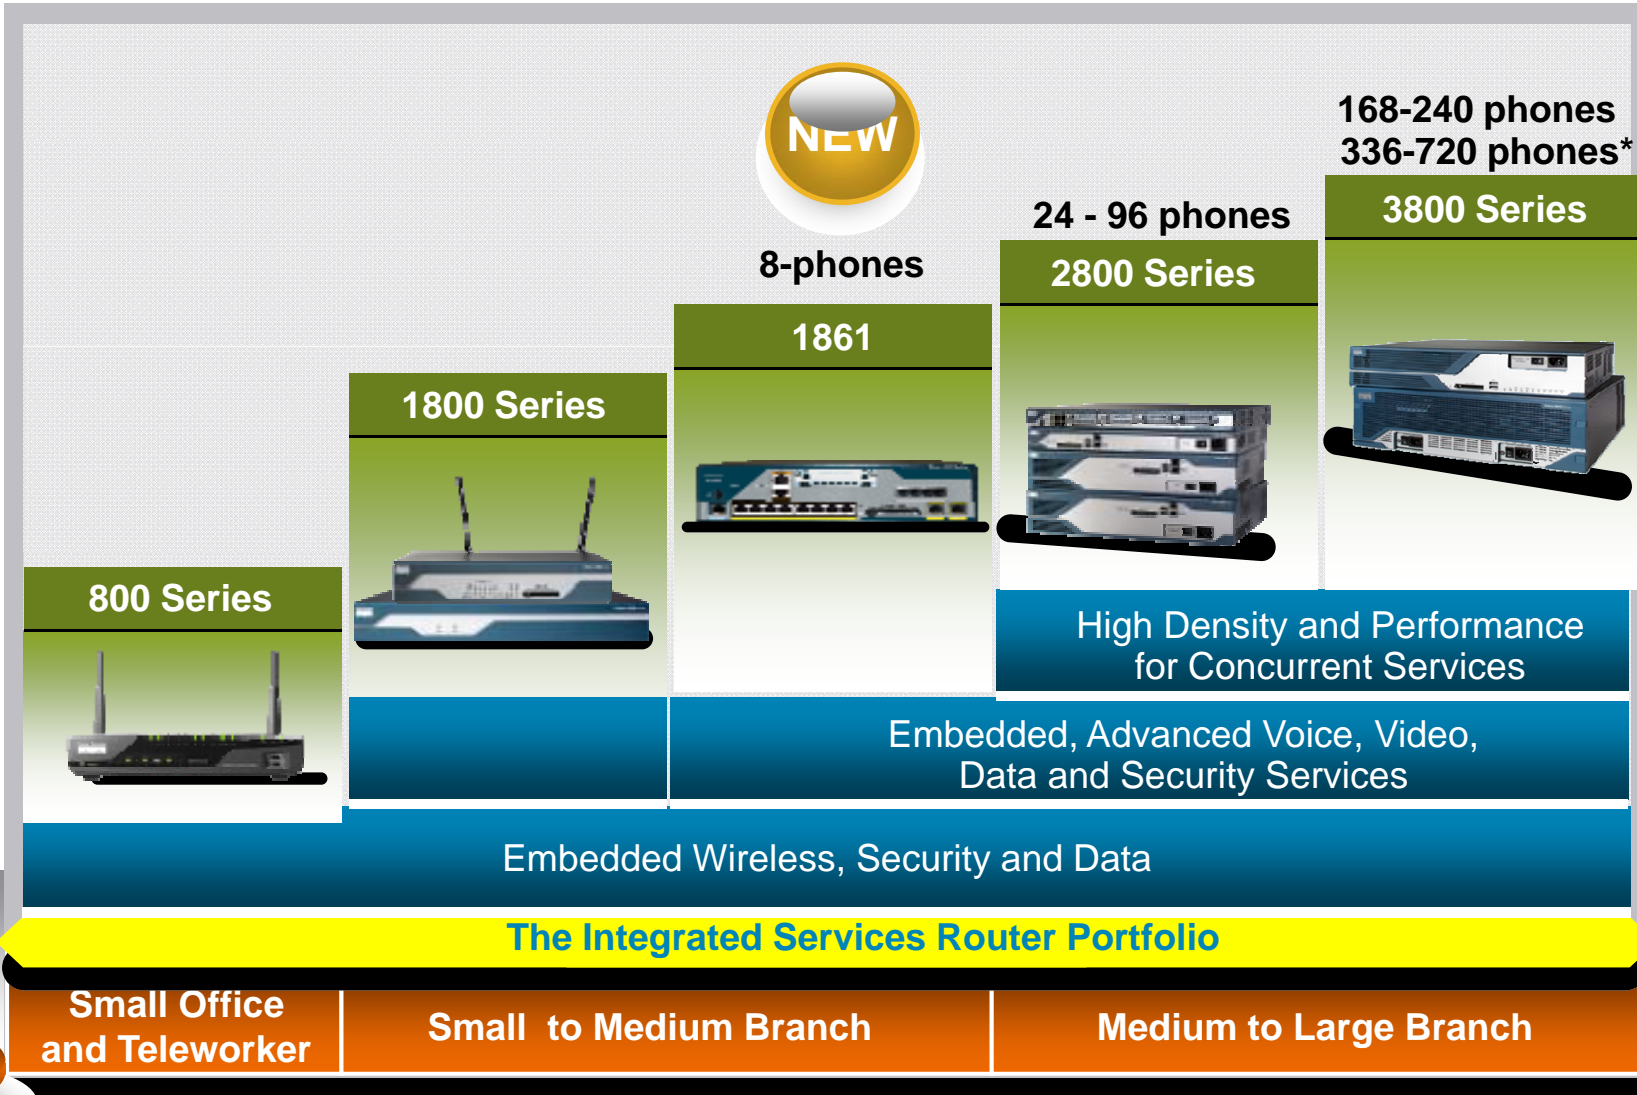 NEW
168-240 phones
336-720 phones*
24 - 96 phones
3800 Series
8-phones
2800 Series
1861
1800 Series
800 Series
High Density and Performance
for Concurrent Services
Embedded, Advanced Voice, Video,
Data and Security Services
Embedded Wireless, Security and Data
The Integrated Services Router Portfolio
Small Office
and Teleworker
Small to Medium Branch
Medium to Large Branch